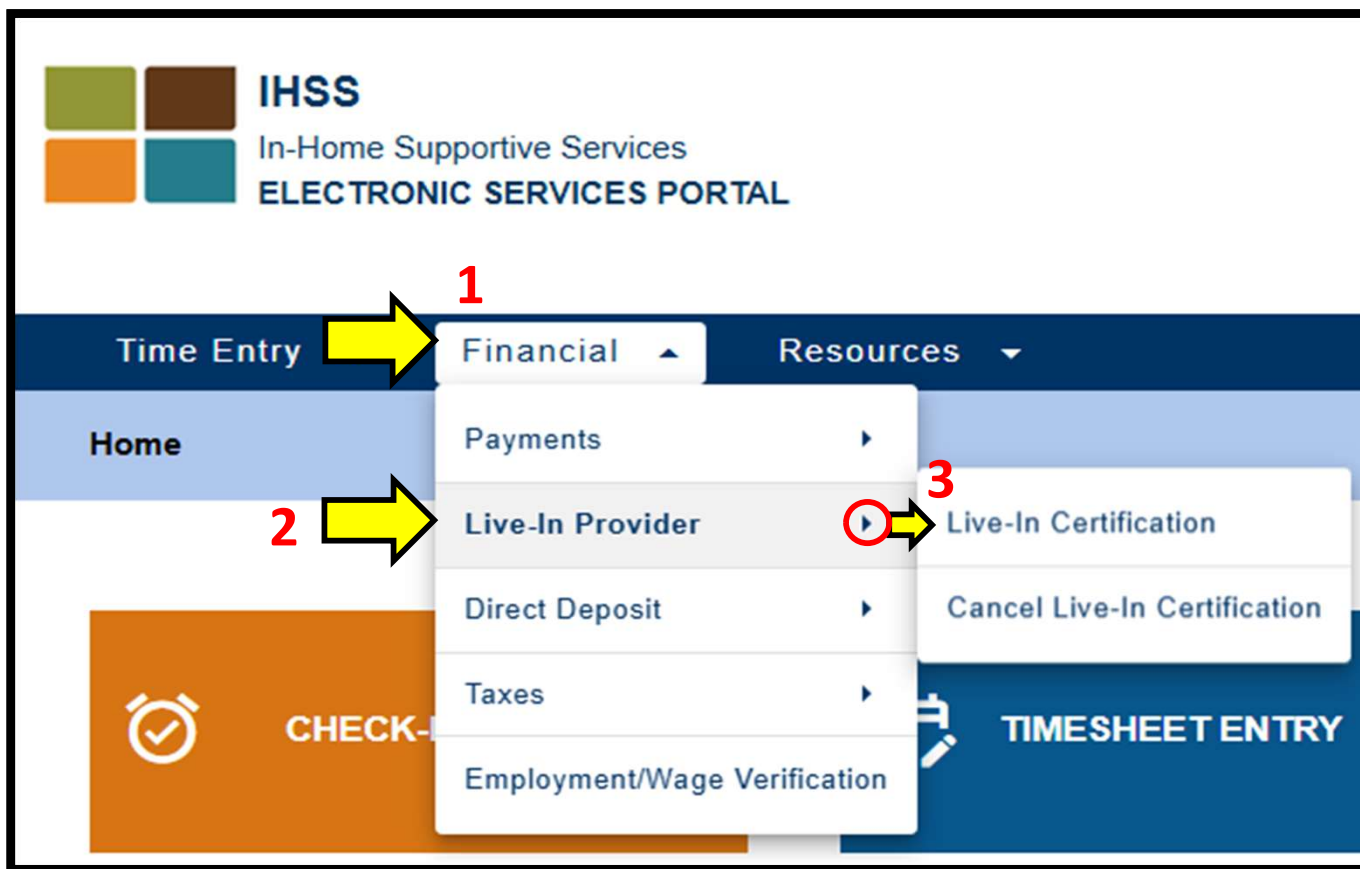 IHSS
In-Home Supportive Services
ELECTRONIC SERVICES PORTAL
1
Time Entry
Financial
Resources
Home
Payments
2
Live-In Provider
3
Live-In Certification
Direct Deposit
Cancel Live-In Certification
Taxes
CHECK-
TIMESHEET ENTRY
Employment/Wage Verification